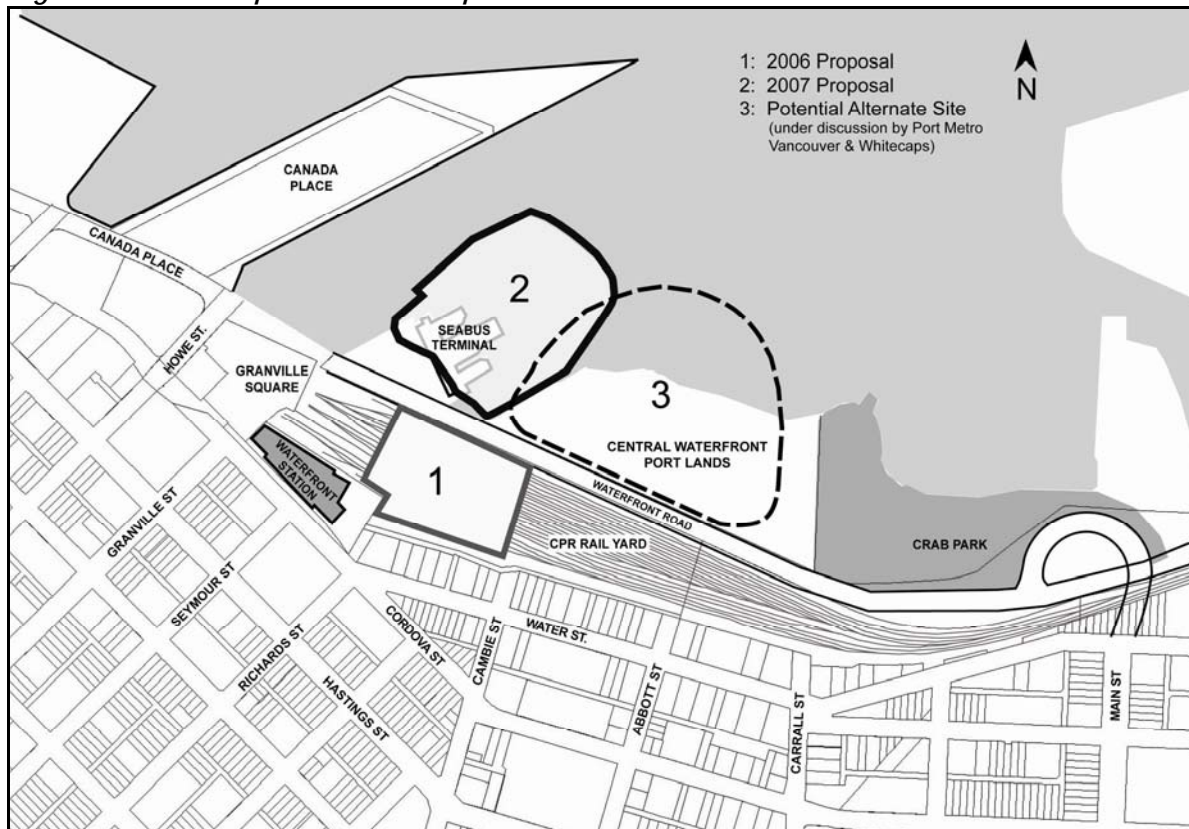 1: 2006 Proposal
2: 2007 Proposal
3: Potential Alternate Site
(under discussion by Port Metro
Vancouver & Whitecaps)
N
CANADA
PLACE
CANADA PLACE
HOWE ST.
2
SEABUS
TERMINAL
GRANVILLE
SQUARE
3
CENTRAL WATERFRONT
PORT LANDS
1
WATERFRONT
STATION
WATERFRONT ROAD
CPR RAIL YARD
CRAB PARK
GRANVILLE ST
SEYMOUR ST
RICHARDS ST
HASTINGS ST
CORDOVA ST
CAMBIE ST
WATER ST.
ABBOTT ST
CARRALL ST
MAIN ST